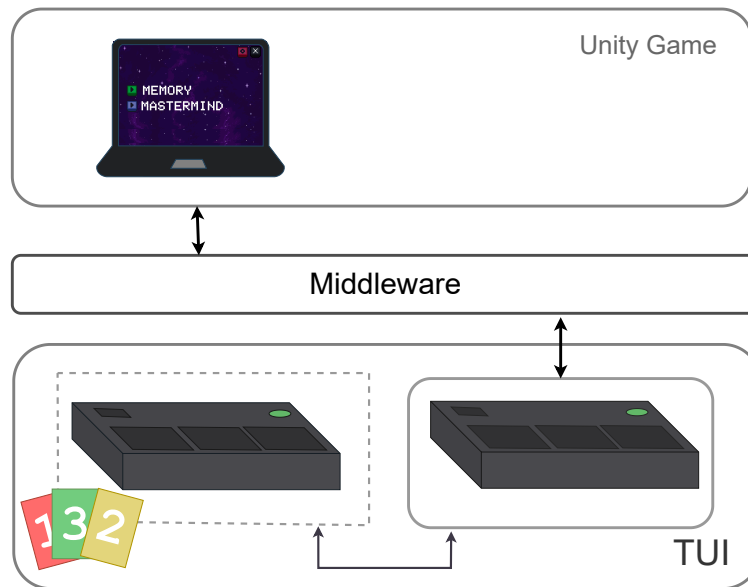 Unity Game
MEMORY
MASTERMIND
Middleware
1
3
2
TUI